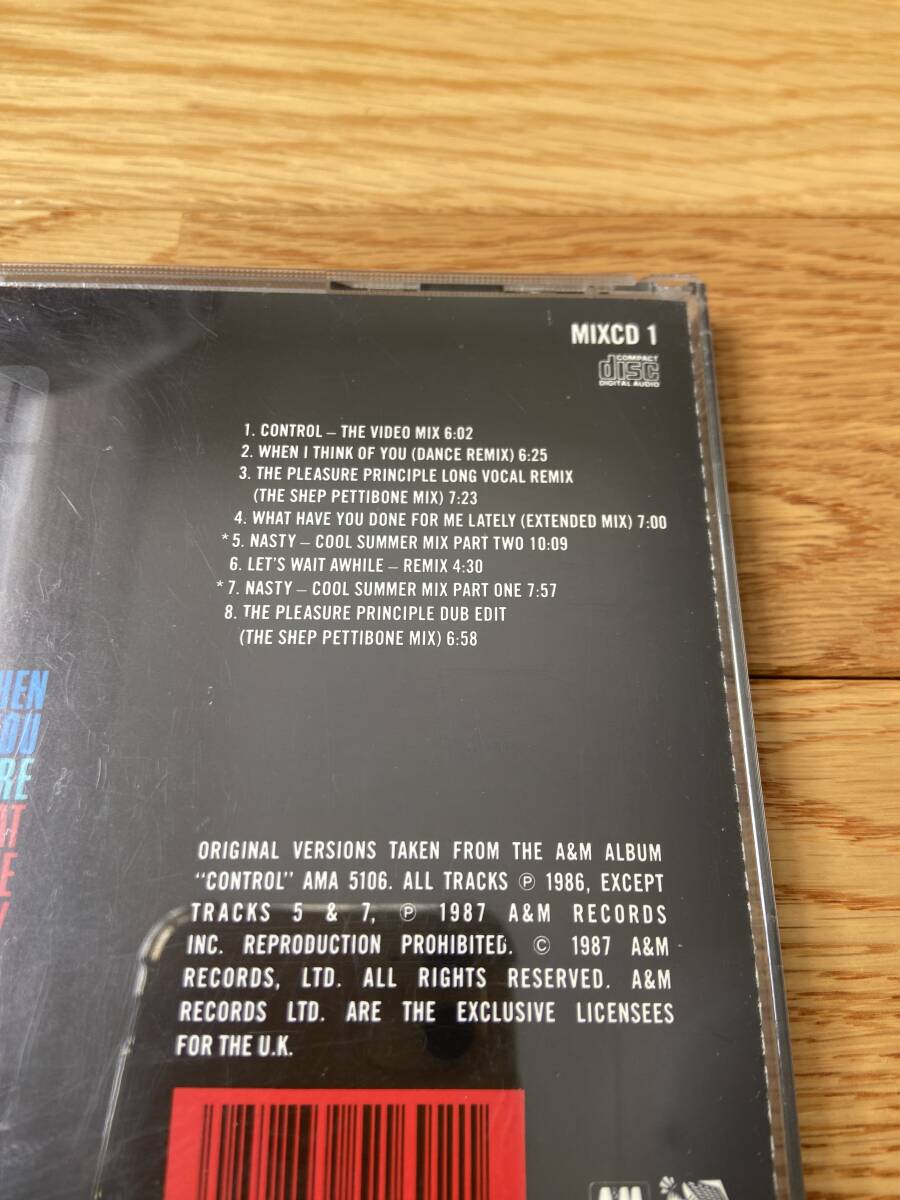 MIXCD 1
COMPACT
disc
DIGITAL AUDIO
1. CONTROL – THE VIDEO MIX 6:02
2. WHEN I THINK OF YOU (DANCE REMIX) 6:25
3. THE PLEASURE PRINCIPLE LONG VOCAL REMIX
(THE SHEP PETTIBONE MIX) 7:23
4. WHAT HAVE YOU DONE FOR ME LATELY (EXTENDED MIX) 7:00
*5. NASTY – COOL SUMMER MIX PART TWO 10:09
6. LET'S WAIT AWHILE – REMIX 4:30
*7. NASTY – COOL SUMMER MIX PART ONE 7:57
8. THE PLEASURE PRINCIPLE DUB EDIT
(THE SHEP PETTIBONE MIX) 6:58
ORIGINAL VERSIONS TAKEN FROM THE A&M ALBUM
"CONTROL" AMA 5106. ALL TRACKS ℗ 1986, EXCEPT
TRACKS 5 & 7, ℗ 1987 A&M RECORDS
INC. REPRODUCTION PROHIBITED. © 1987 A&M
RECORDS, LTD. ALL RIGHTS RESERVED. A&M
RECORDS LTD. ARE THE EXCLUSIVE LICENSEES
FOR THE U.K.
A&M